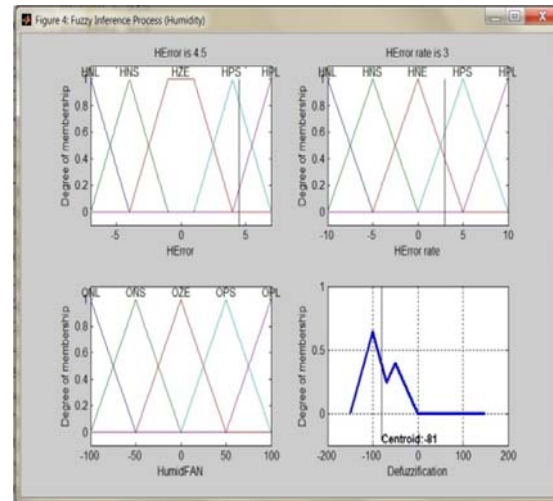 Figure 4: Fuzzy Inference Process (Humidity)
HError is 4.5
HNL HNS HZE HPS HPL
Degree of membership
1
0.8
0.6
0.4
0.2
0
-5 0 5
HError
HError rate is 3
HNL HNS HNE HPS HPL
Degree of membership
1
0.8
0.6
0.4
0.2
0
-10 -5 0 5 10
HError rate
ONL ONS OZE OPS OPL
Degree of membership
1
0.8
0.6
0.4
0.2
0
-100 -50 0 50 100
HumidFAN
Degree of membership
1
0.5
0
Centroid:-81
-200 -100 0 100 200
Defuzzification